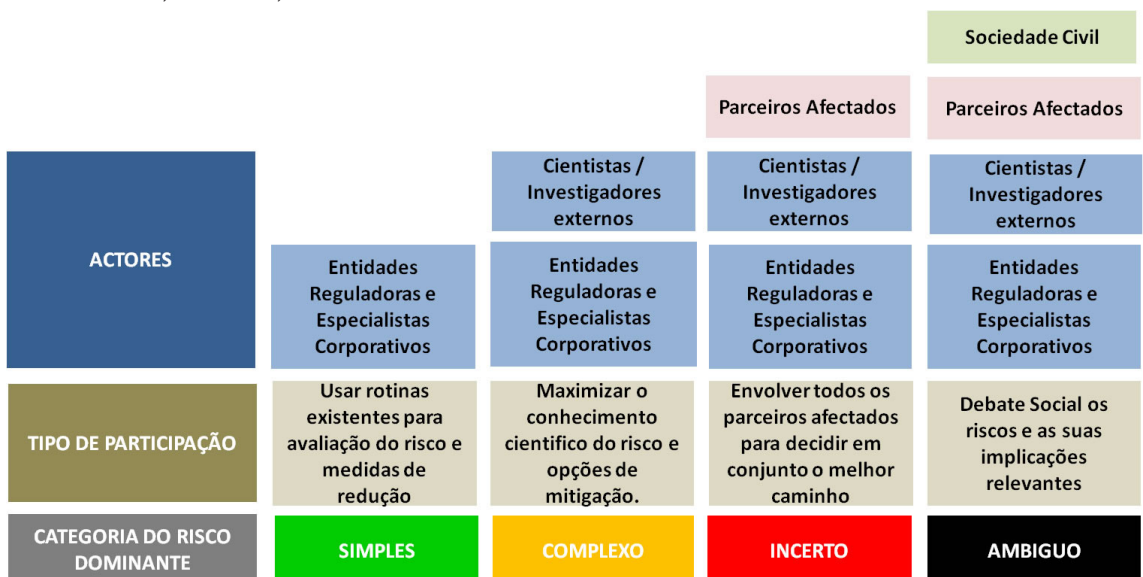 Sociedade Civil
Parceiros Afectados
Parceiros Afectados
Cientistas /
Investigadores
externos
Cientistas /
Investigadores
externos
Cientistas /
Investigadores
externos
ACTORES
Entidades
Reguladoras e
Especialistas
Corporativos
Entidades
Reguladoras e
Especialistas
Corporativos
Entidades
Reguladoras e
Especialistas
Corporativos
Entidades
Reguladoras e
Especialistas
Corporativos
TIPO DE PARTICIPAÇÃO
Usar rotinas
existentes para
avaliação do risco e
medidas de
redução
Maximizar o
conhecimento
cientifico do risco e
opções de
mitigação.
Envolver todos os
parceiros afectados
para decidir em
conjunto o melhor
caminho
Debate Social os
riscos e as suas
implicações
relevantes
CATEGORIA DO RISCO
DOMINANTE
SIMPLES
COMPLEXO
INCERTO
AMBIGUO